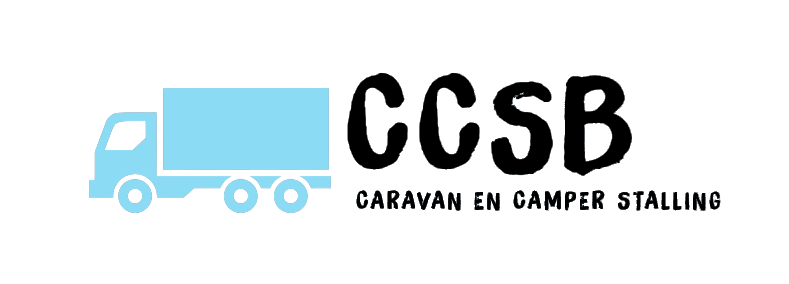 CCSB
CARAVAN EN CAMPER STALLING